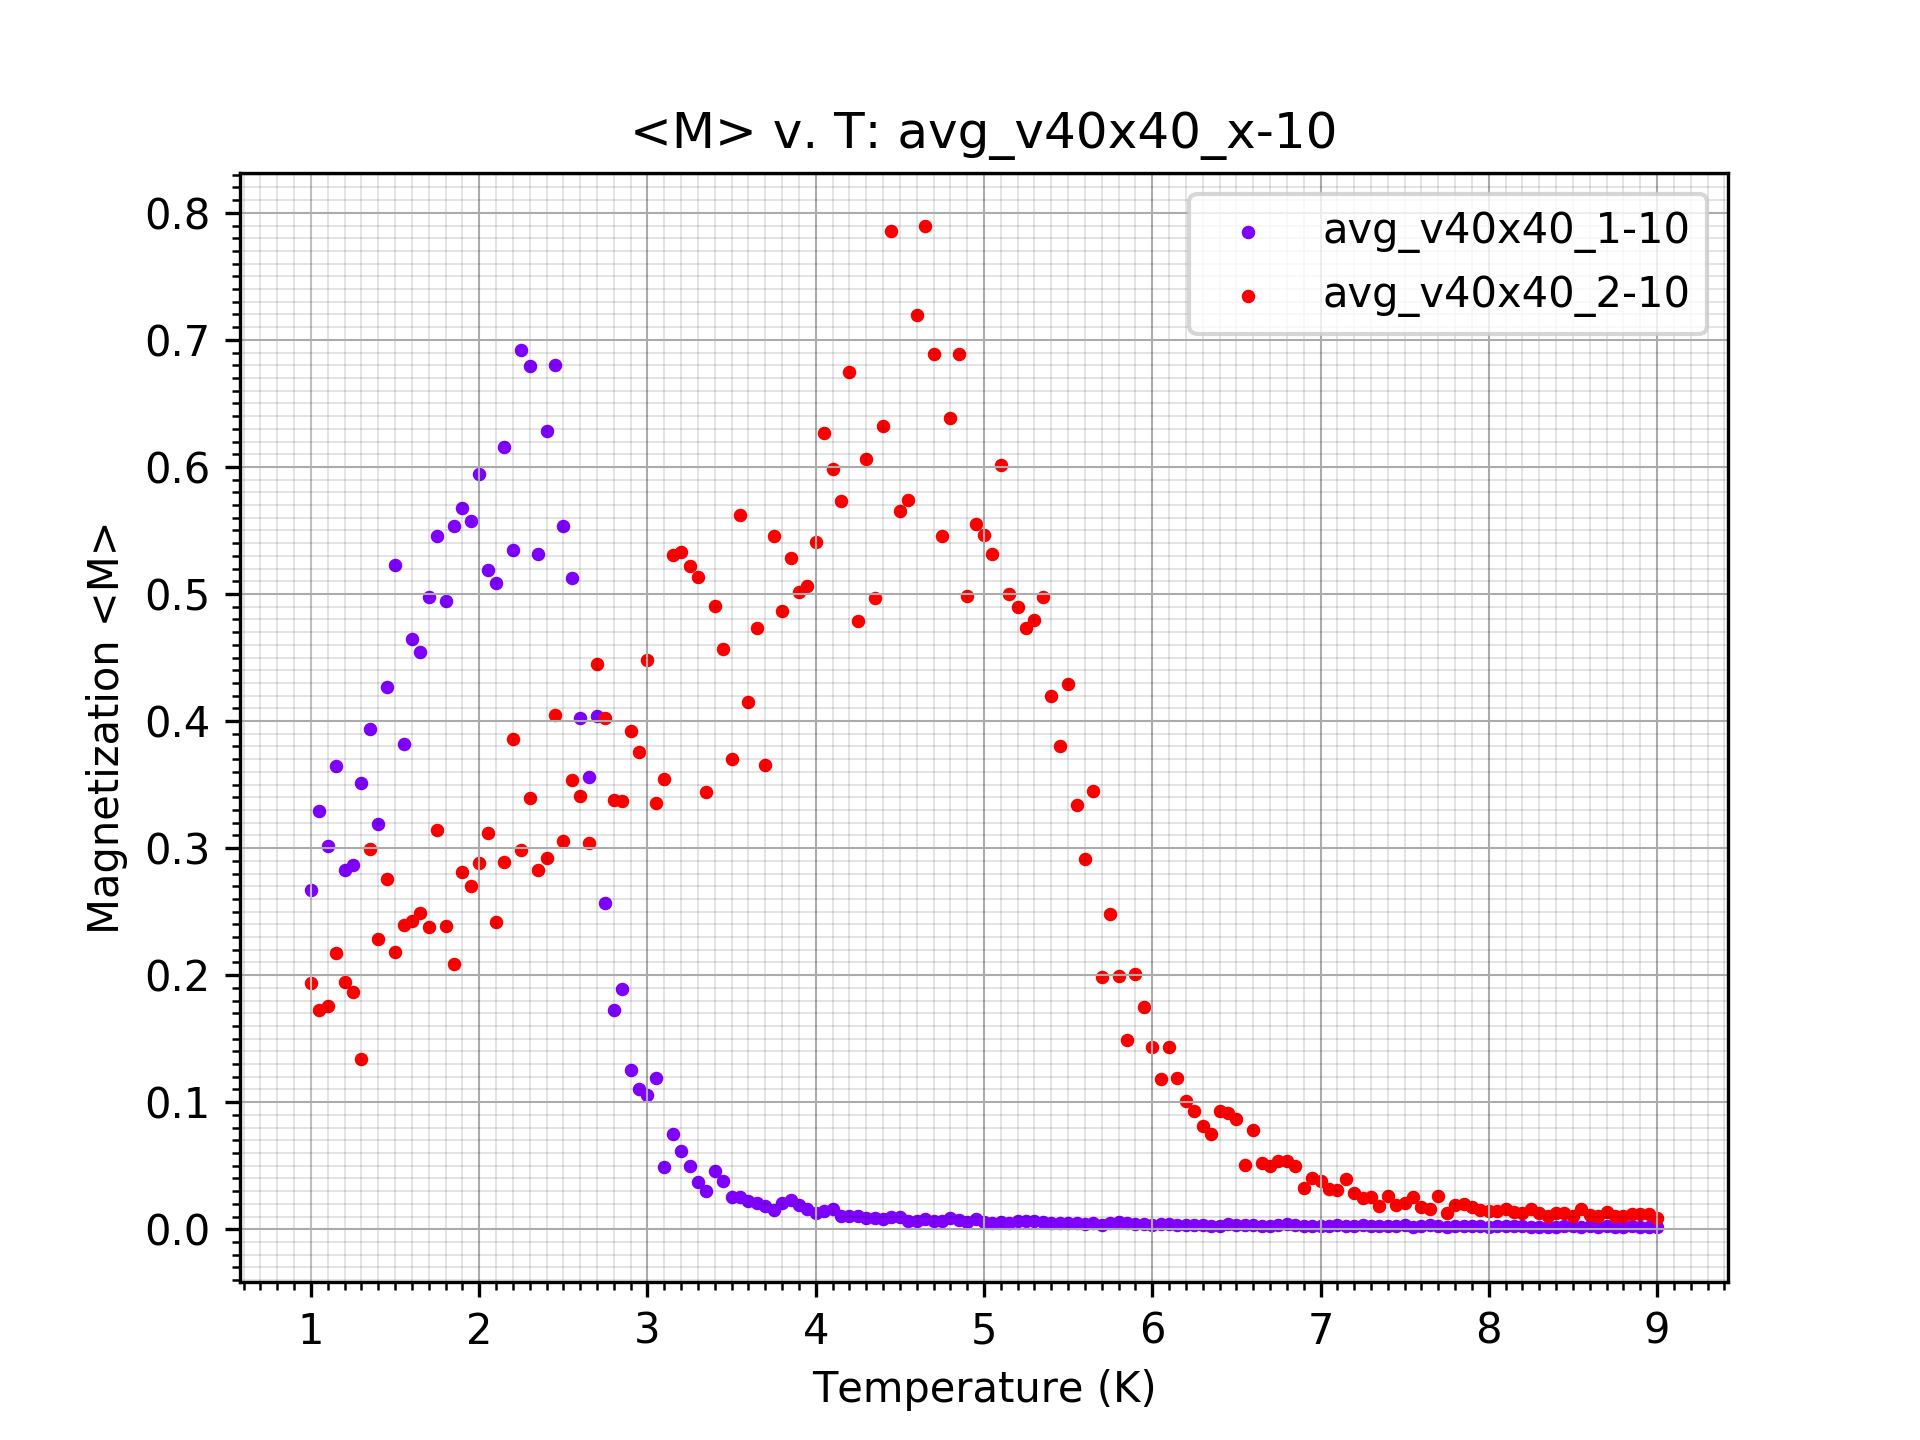 <M> v. T: avg_v40x40_x-10
avg_v40x40_1-10
avg_v40x40_2-10
Magnetization <M>
0.8
0.7
0.6
0.5
0.4
0.3
0.2
0.1
0.0
1 2 3 4 5 6 7 8 9
Temperature (K)